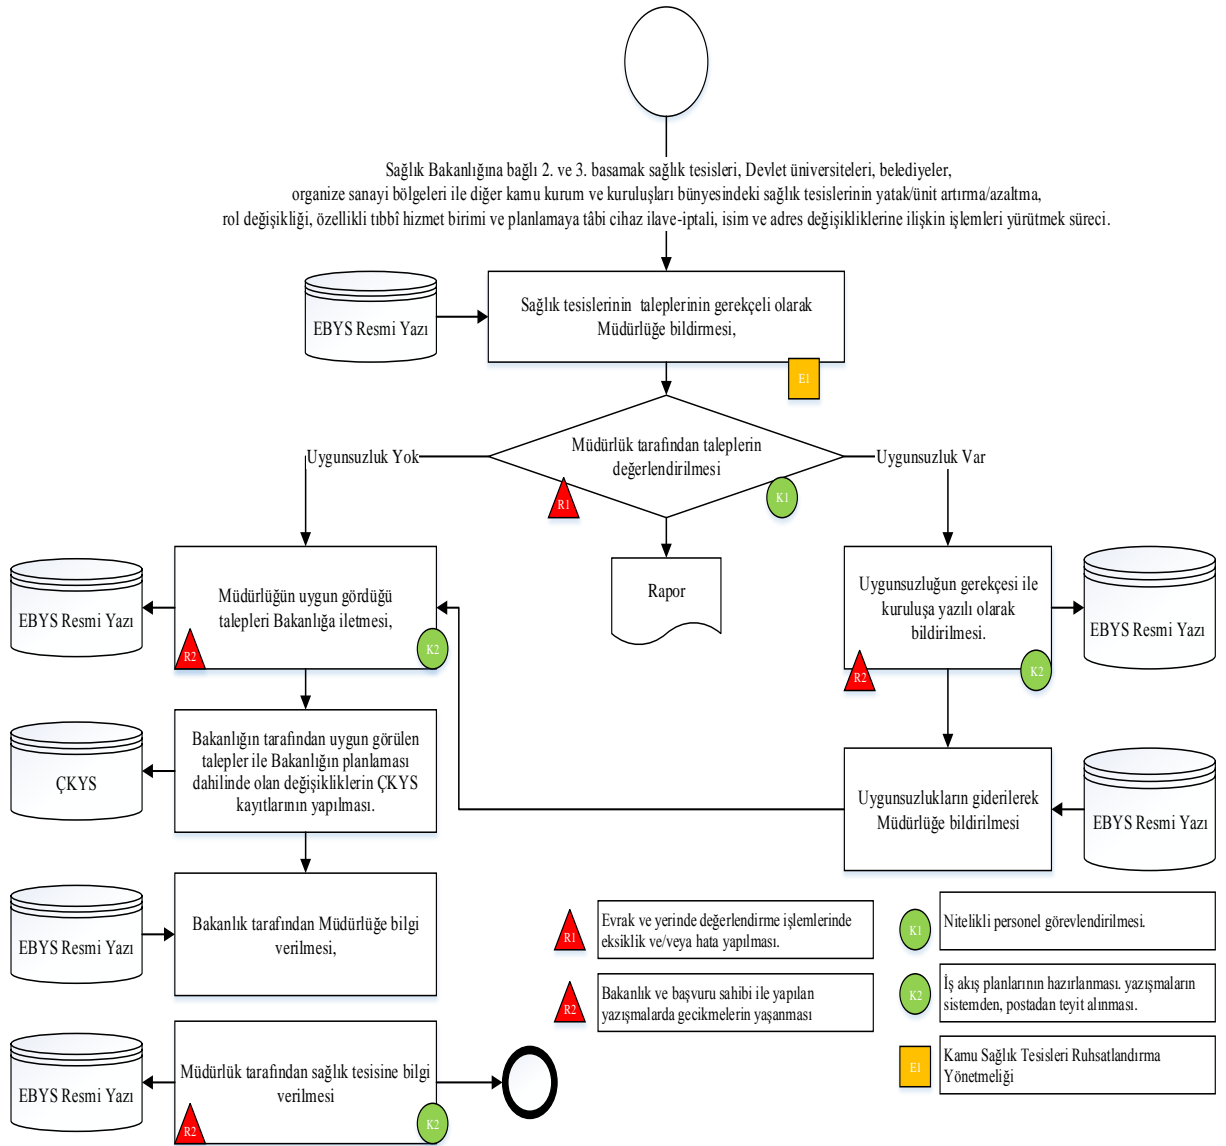 Sağlık Bakanlığına bağlı 2. ve 3. basamak sağlık tesisleri, Devlet üniversiteleri, belediyeler,
organize sanayi bölgeleri ile diğer kamu kurum ve kuruluşları bünyesindeki sağlık tesislerinin yatak/ünit artırma/azaltma,
rol değişikliği, özellikli tıbbî hizmet birimi ve planlamaya tâbi cihaz ilave-iptali, isim ve adres değişikliklerine ilişkin işlemleri yürütmek süreci.
EBYS Resmi Yazı
Sağlık tesislerinin taleplerinin gerekçeli olarak
Müdürlüğe bildirmesi,
E1
Müdürlük tarafından taleplerin
değerlendirilmesi
R1
K1
Uygunsuzluk Yok
Uygunsuzluk Var
Rapor
EBYS Resmi Yazı
Müdürlüğün uygun gördüğü
talepleri Bakanlığa iletmesi,
R2
K2
Uygunsuzluğun gerekçesi ile
kuruluşa yazılı olarak
bildirilmesi.
R2
K2
EBYS Resmi Yazı
ÇKYS
Bakanlığın tarafından uygun görülen
talepler ile Bakanlığın planlaması
dahilinde olan değişikliklerin ÇKYS
kayıtlarının yapılması.
Uygunsuzlukların giderilerek
Müdürlüğe bildirilmesi
EBYS Resmi Yazı
EBYS Resmi Yazı
Bakanlık tarafından Müdürlüğe bilgi
verilmesi,
EBYS Resmi Yazı
Müdürlük tarafından sağlık tesisine bilgi
verilmesi
R2
K2
R1
Evrak ve yerinde değerlendirme işlemlerinde
eksiklik ve/veya hata yapılması.
R2
Bakanlık ve başvuru sahibi ile yapılan
yazışmalarda gecikmelerin yaşanması
K1
Nitelikli personel görevlendirilmesi.
K2
İş akış planlarının hazırlanması. yazışmaların
sistemden, postadan teyit alınması.
E1
Kamu Sağlık Tesisleri Ruhsatlandırma
Yönetmeliği